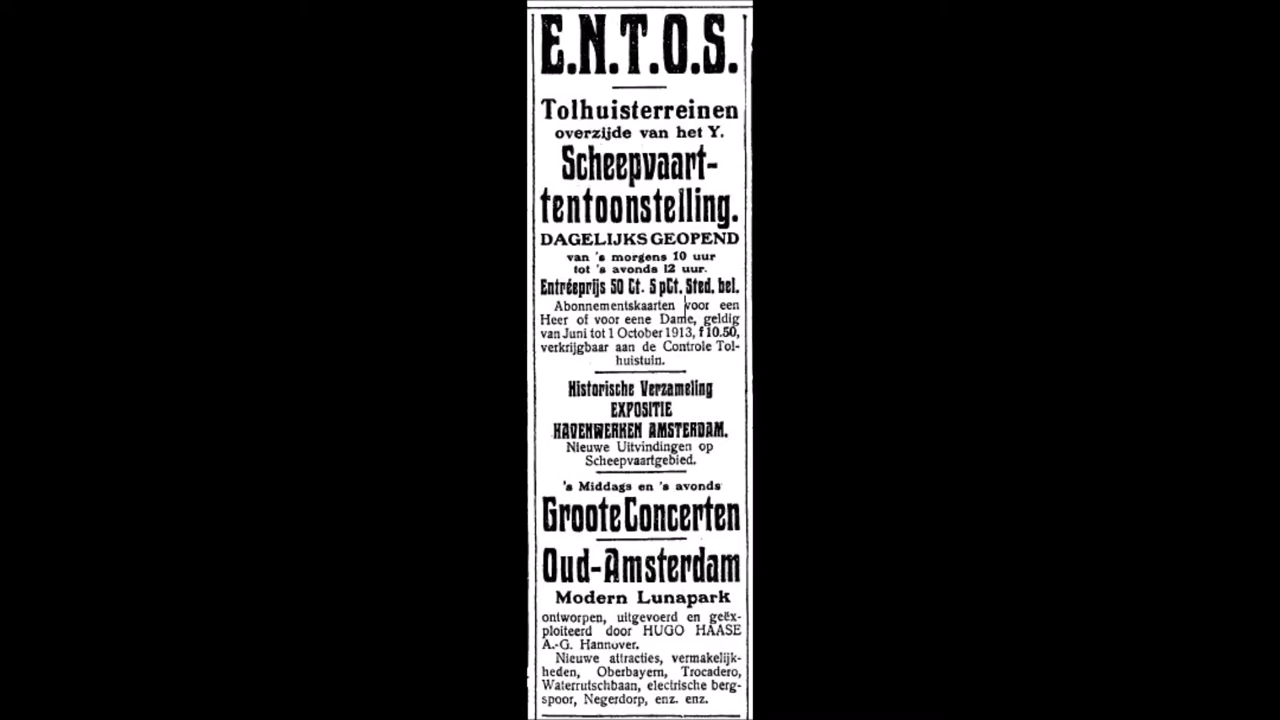 E.N.T.O.S.
Tolhuisterreinen
overzijde van het Y.
Scheepvaart-
tentoonstelling.
DAGELIJKS GEOPEND
van 's morgens 10 uur
tot 's avonds 12 uur.
Entréeprijs 50 Ct. 5 pCt. Sted. bel.
Abonnementskaarten voor een
Heer of voor eene Dame, geldig
van Juni tot 1 October 1913, f 10.50,
verkrijgbaar aan de Controle Tol-
huistuin.
Historische Verzameling
EXPOSITIE
HAVENWERKEN AMSTERDAM.
Nieuwe Uitvindingen op
Scheepvaartgebied.
's Middags en 's avonds
Groote Concerten
Oud-Amsterdam
Modern Lunapark
ontworpen, uitgevoerd en geëx-
ploiteerd door HUGO HAASE
A.-G. Hannover.
Nieuwe attracties, vermakelijk-
heden, Oberbayern, Trocadero,
Waterrutschbaan, electrische berg-
spoor, Negerdorp, enz. enz.